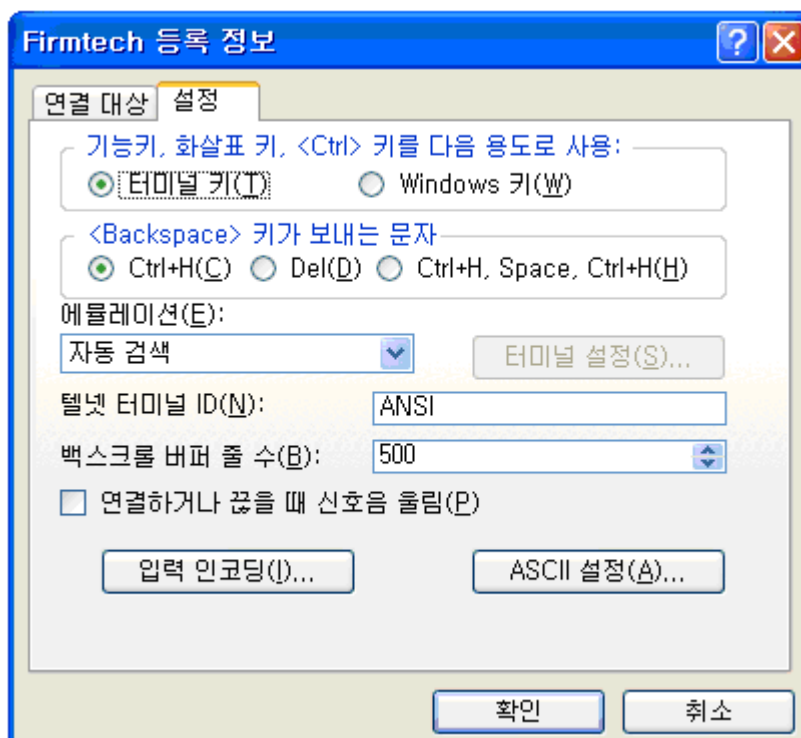 Firmtech 등록 정보
연결 대상 설정
기능키, 화살표 키, <Ctrl> 키를 다음 용도로 사용:
터미널 키(T) Windows 키(W)
<Backspace> 키가 보내는 문자
Ctrl+H(C) Del(D) Ctrl+H, Space, Ctrl+H(H)
에뮬레이션(E):
자동 검색 터미널 설정(S)...
텔넷 터미널 ID(N): ANSI
백스크롤 버퍼 줄 수(B): 500
연결하거나 끊을 때 신호음 울림(P)
입력 인코딩(I)... ASCII 설정(A)...
확인 취소